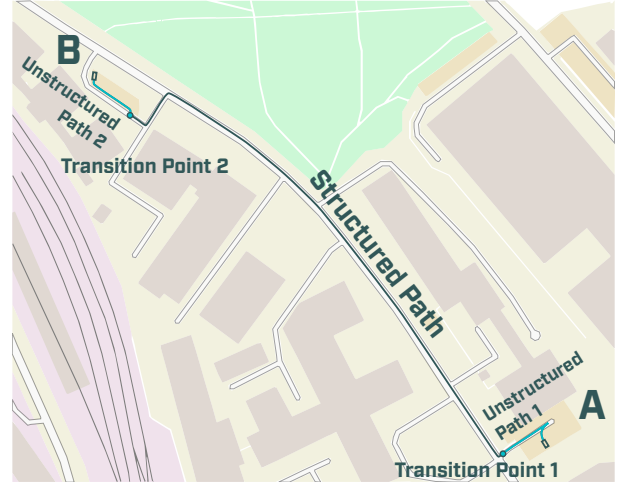 B
Unstructured
Path 2
Transition Point 2
Structured Path
Unstructured
Path 1
A
Transition Point 1